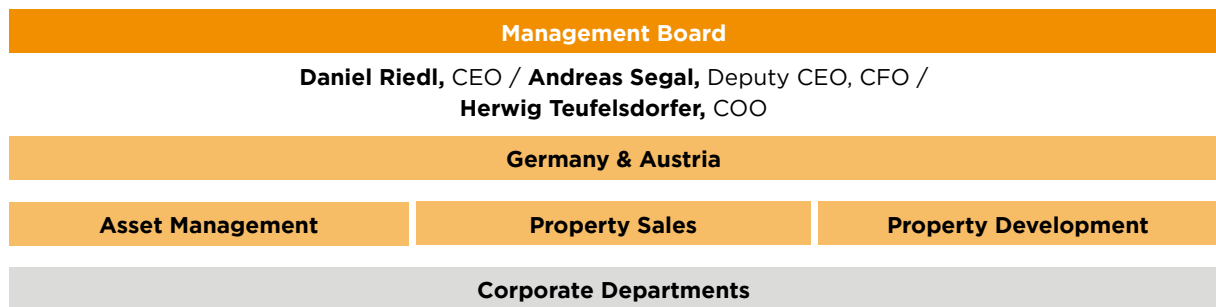 Management Board
Daniel Riedl, CEO / Andreas Segal, Deputy CEO, CFO /
Herwig Teufelsdorfer, COO
Germany & Austria
Asset Management
Property Sales
Property Development
Corporate Departments